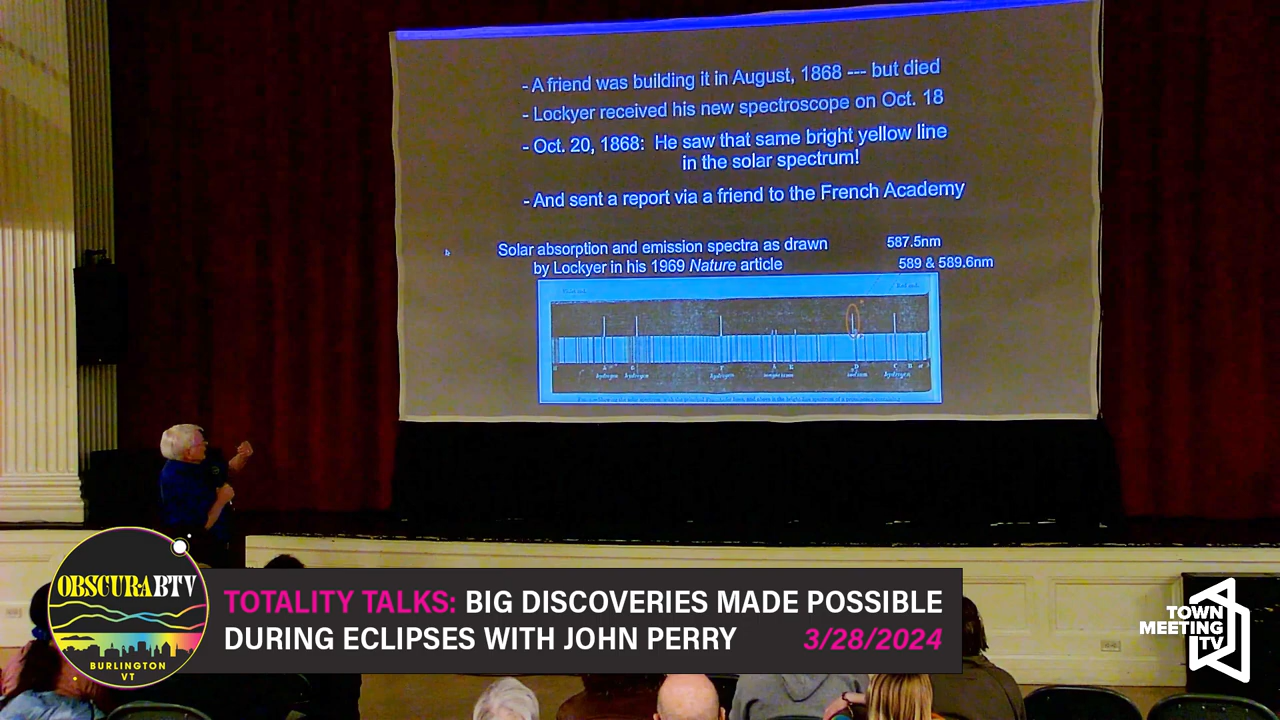 - A friend was building it in August, 1868 --- but died
- Lockyer received his new spectroscope on Oct. 18
- Oct. 20, 1868: He saw that same bright yellow line
in the solar spectrum!
- And sent a report via a friend to the French Academy
Solar absorption and emission spectra as drawn
by Lockyer in his 1969 Nature article
587.5nm
589 & 589.6nm
hydrogen hydrogen hydrogen magnesium sodium hydrogen
OBSCURABTV
BURLINGTON
VT
TOTALITY TALKS: BIG DISCOVERIES MADE POSSIBLE
DURING ECLIPSES WITH JOHN PERRY 3/28/2024
TOWN
MEETING
TV